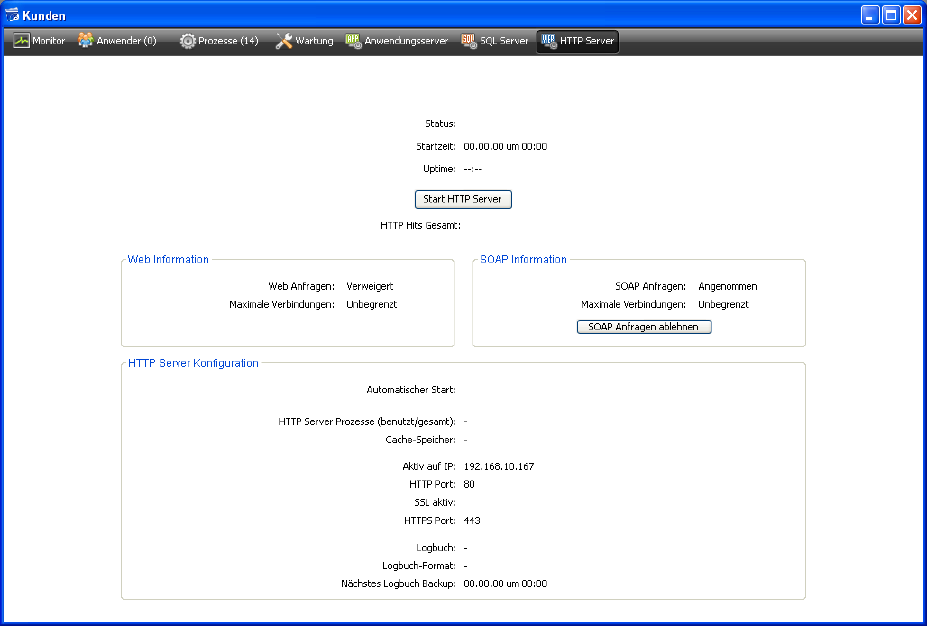 Kunden
Monitor Anwender (0) Prozesse (14) Wartung Anwendungsserver SQL Server HTTP Server
Status:
Startzeit: 00.00.00 um 00:00
Uptime: --:--
Start HTTP Server
HTTP Hits Gesamt:
Web Information
Web Anfragen: Verweigert
Maximale Verbindungen: Unbegrenzt
SOAP Information
SOAP Anfragen: Angenommen
Maximale Verbindungen: Unbegrenzt
SOAP Anfragen ablehnen
HTTP Server Konfiguration
Automatischer Start:
HTTP Server Prozesse (benutzt/gesamt): -
Cache-Speicher: -
Aktiv auf IP: 192.168.10.167
HTTP Port: 80
SSL aktiv:
HTTPS Port: 443
Logbuch: -
Logbuch-Format: -
Nächstes Logbuch Backup: 00.00.00 um 00:00